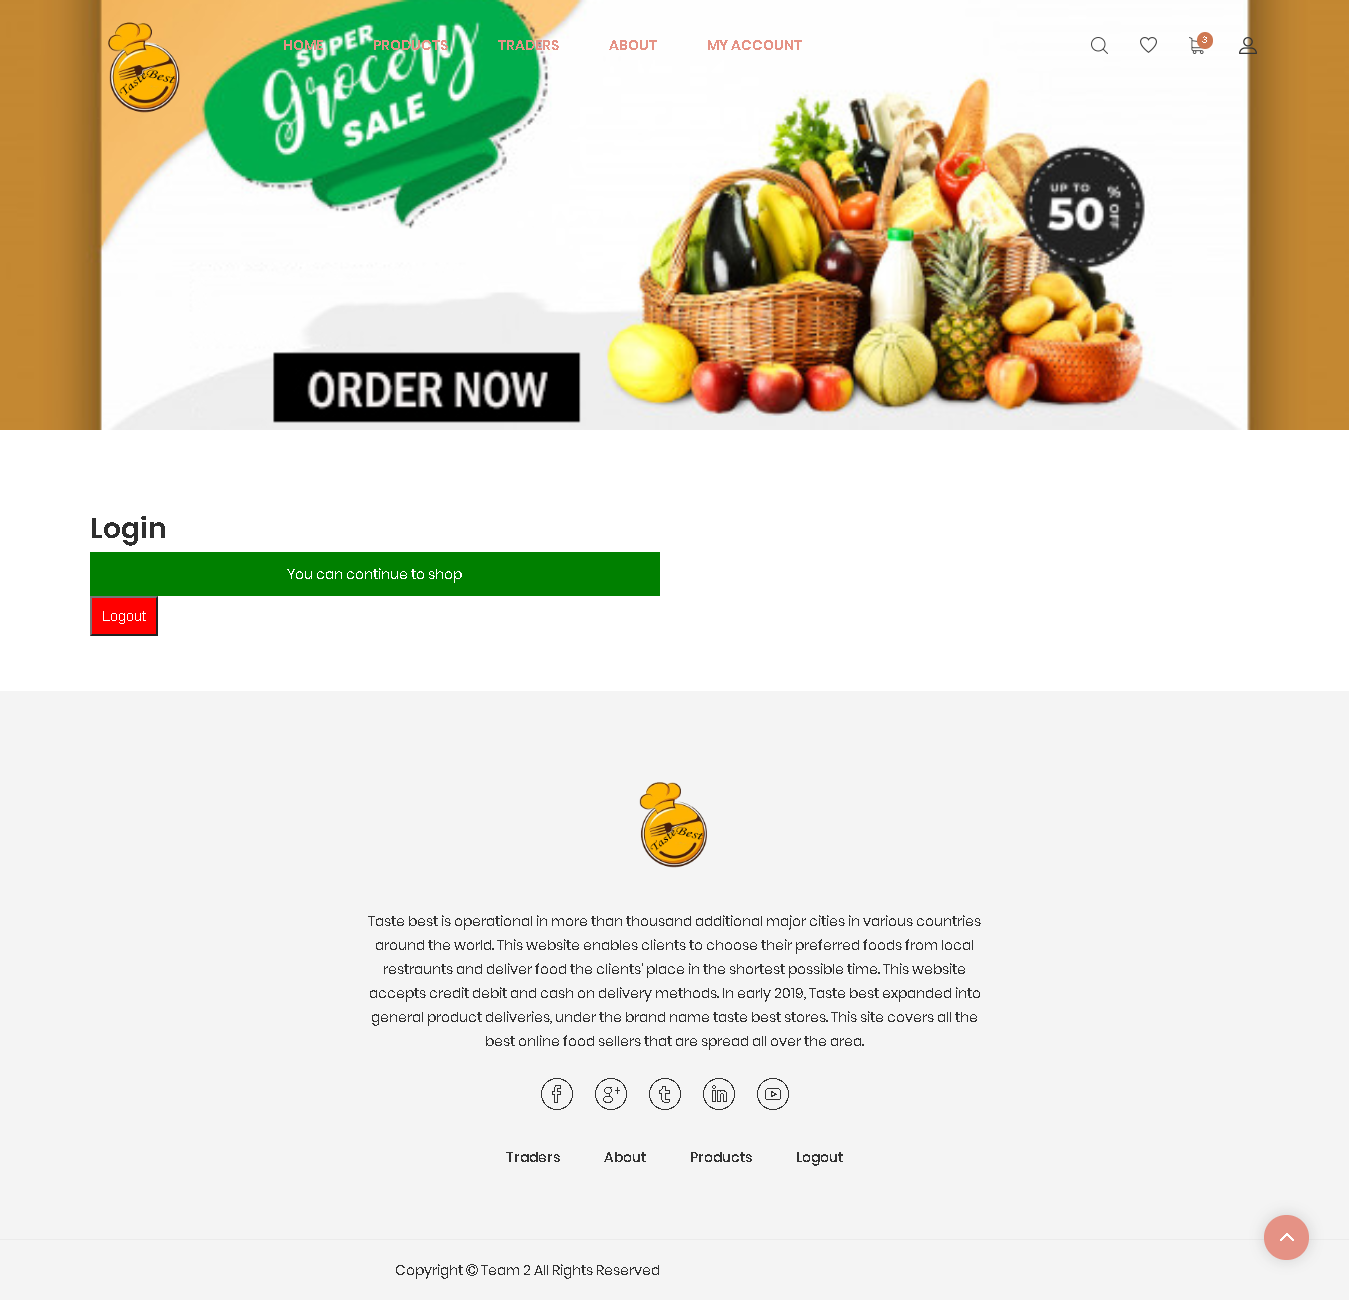 HOME PRODUCTS TRADERS ABOUT MY ACCOUNT
3
Taste Best
SUPER
grocery
SALE
UP TO
50 % OFF
ORDER NOW
Login
You can continue to shop
Logout
Taste Best
Taste best is operational in more than thousand additional major cities in various countries
around the world. This website enables clients to choose their preferred foods from local
restraunts and deliver food the clients' place in the shortest possible time. This website
accepts credit debit and cash on delivery methods. In early 2019, Taste best expanded into
general product deliveries, under the brand name taste best stores. This site covers all the
best online food sellers that are spread all over the area.
Traders About Products Logout
Copyright © Team 2 All Rights Reserved